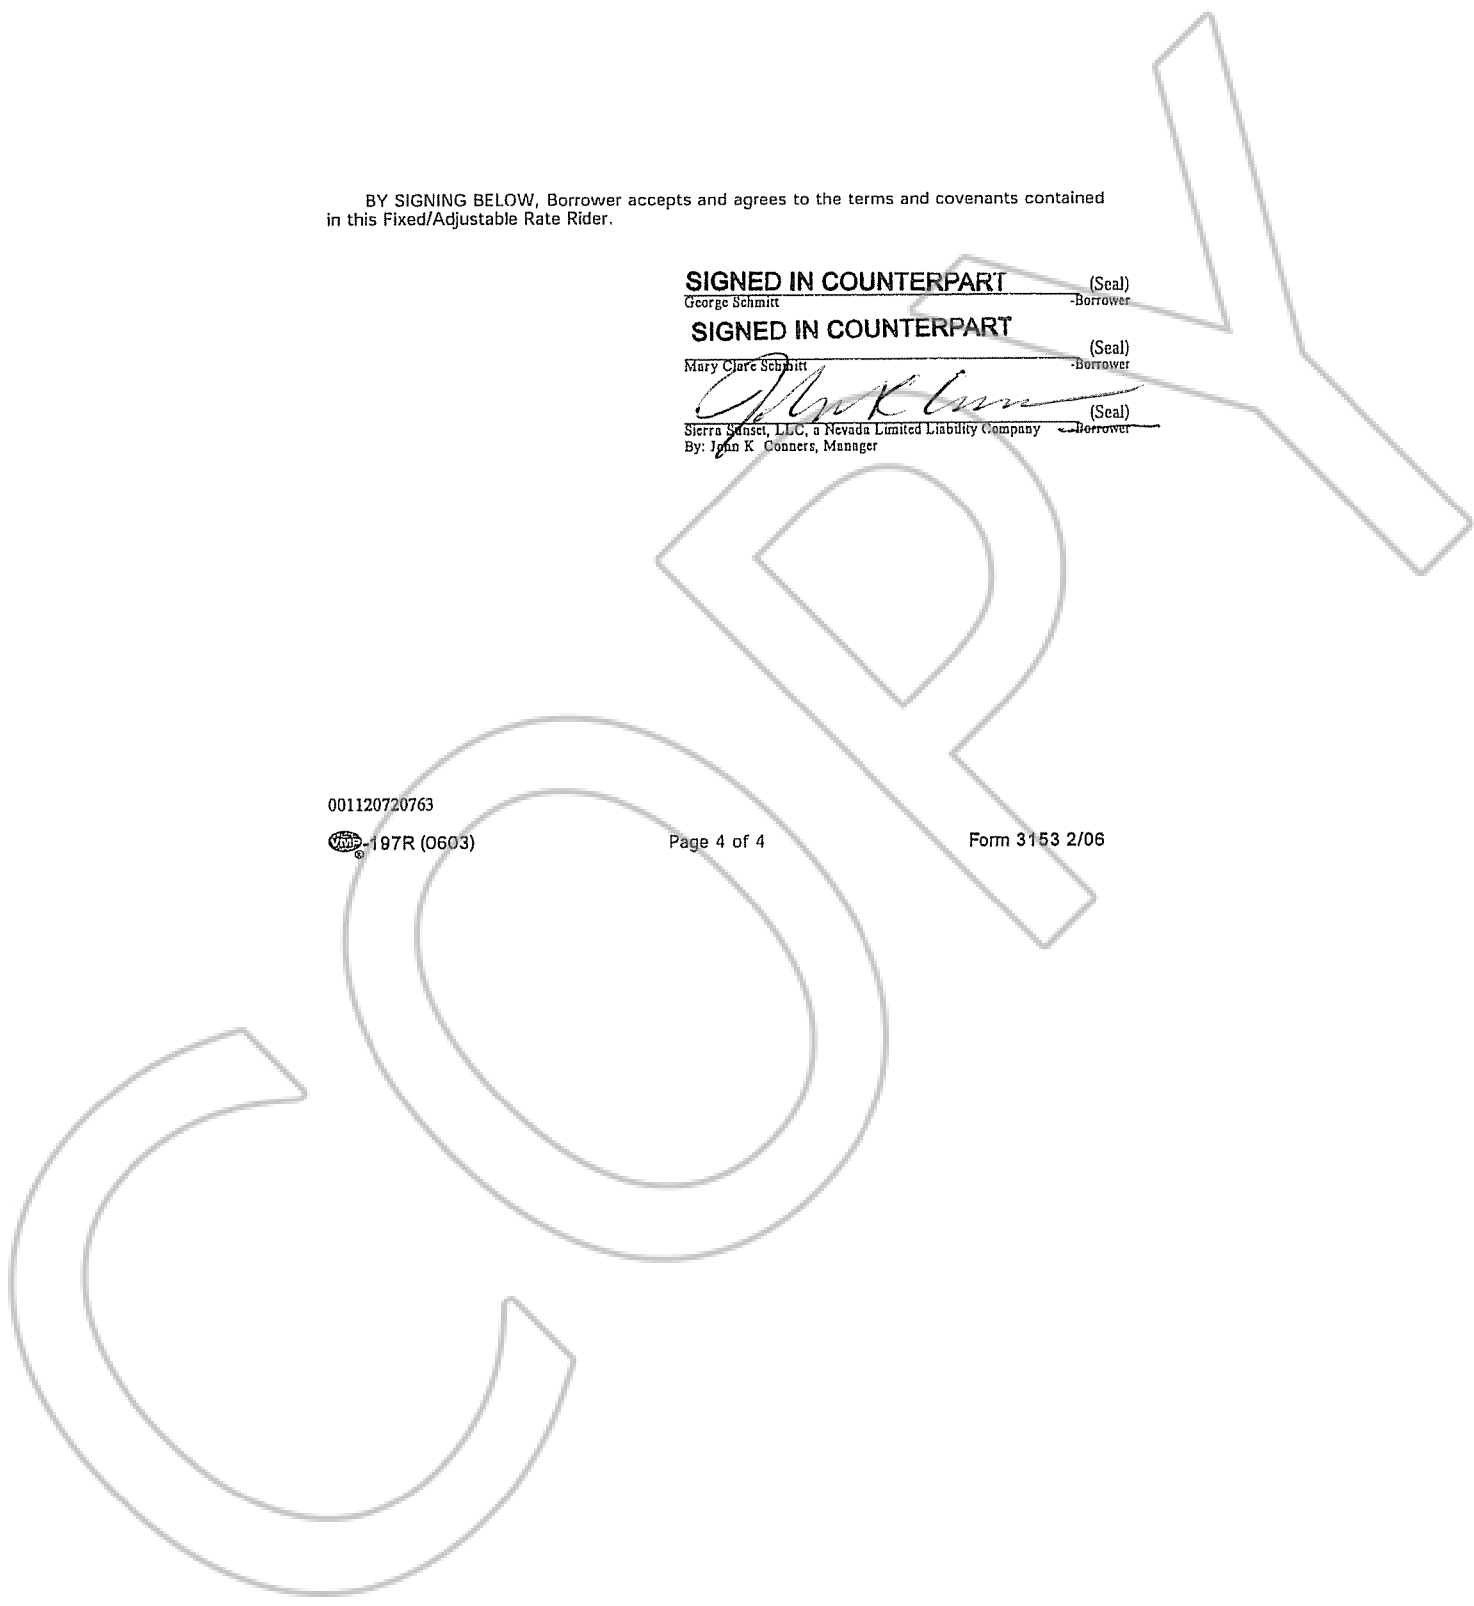 BY SIGNING BELOW, Borrower accepts and agrees to the terms and covenants contained
in this Fixed/Adjustable Rate Rider.
SIGNED IN COUNTERPART (Seal)
George Schmitt -Borrower
SIGNED IN COUNTERPART
(Seal)
Mary Clare Schmitt -Borrower
(Seal)
Sierra Sunset, LLC, a Nevada Limited Liability Company -Borrower
By: John K Conners, Manager
001120720763
VMP®-197R (0603) Page 4 of 4 Form 3153 2/06
COPY